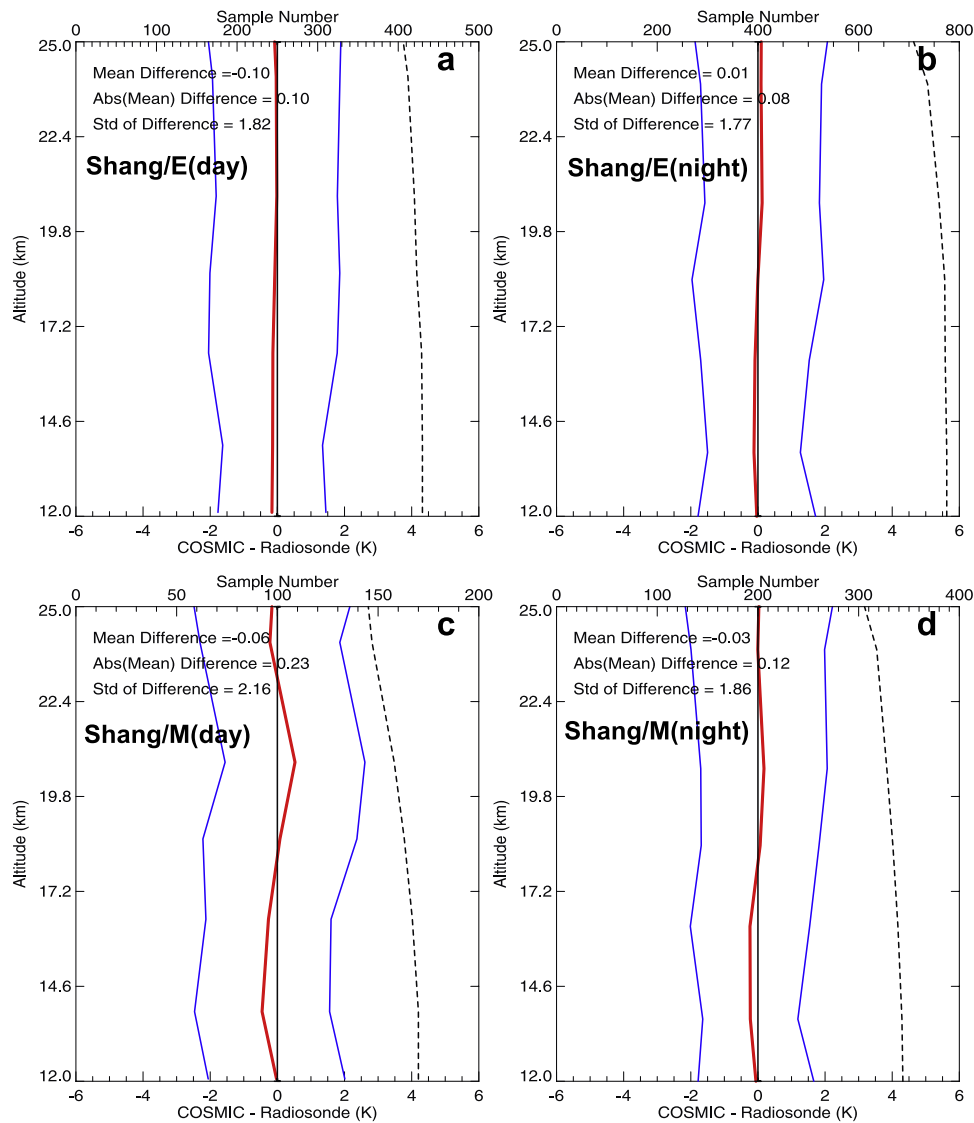 Sample Number
0 100 200 300 400 500
a
25.0
Mean Difference =-0.10
Abs(Mean) Difference = 0.10
Std of Difference = 1.82
22.4
Shang/E(day)
19.8
Altitude (km)
17.2
14.6
12.0
-6 -4 -2 0 2 4 6
COSMIC - Radiosonde (K)
Sample Number
0 200 400 600 800
b
25.0
Mean Difference = 0.01
Abs(Mean) Difference = 0.08
Std of Difference = 1.77
22.4
Shang/E(night)
19.8
Altitude (km)
17.2
14.6
12.0
-6 -4 -2 0 2 4 6
COSMIC - Radiosonde (K)
Sample Number
0 50 100 150 200
c
25.0
Mean Difference =-0.06
Abs(Mean) Difference = 0.23
Std of Difference = 2.16
22.4
Shang/M(day)
19.8
Altitude (km)
17.2
14.6
12.0
-6 -4 -2 0 2 4 6
COSMIC - Radiosonde (K)
Sample Number
0 100 200 300 400
d
25.0
Mean Difference =-0.03
Abs(Mean) Difference = 0.12
Std of Difference = 1.86
22.4
Shang/M(night)
19.8
Altitude (km)
17.2
14.6
12.0
-6 -4 -2 0 2 4 6
COSMIC - Radiosonde (K)